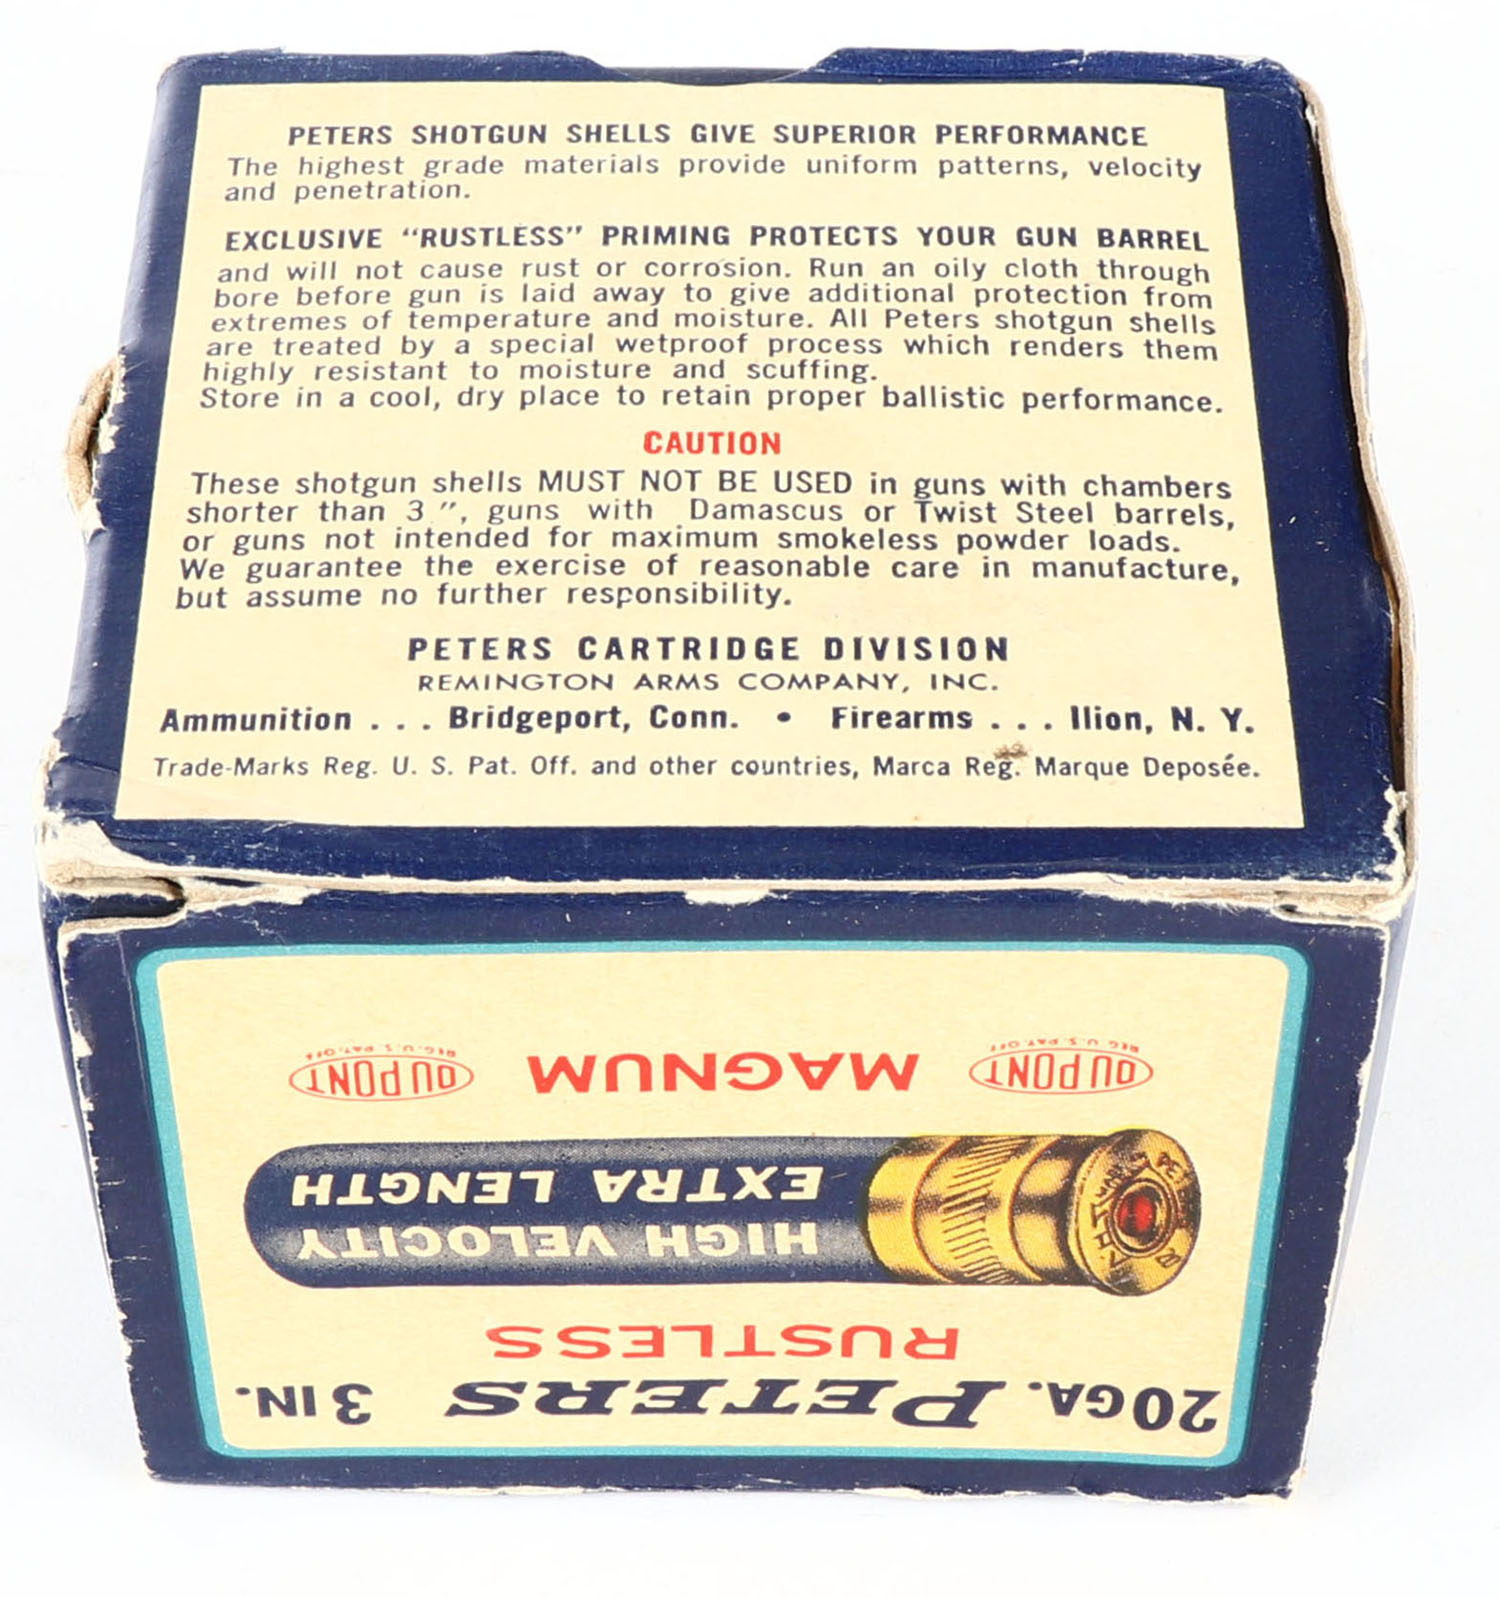 PETERS SHOTGUN SHELLS GIVE SUPERIOR PERFORMANCE
The highest grade materials provide uniform patterns, velocity
and penetration.
EXCLUSIVE "RUSTLESS" PRIMING PROTECTS YOUR GUN BARREL
and will not cause rust or corrosion. Run an oily cloth through
bore before gun is laid away to give additional protection from
extremes of temperature and moisture. All Peters shotgun shells
are treated by a special wetproof process which renders them
highly resistant to moisture and scuffing.
Store in a cool, dry place to retain proper ballistic performance.
CAUTION
These shotgun shells MUST NOT BE USED in guns with chambers
shorter than 3", guns with Damascus or Twist Steel barrels,
or guns not intended for maximum smokeless powder loads.
We guarantee the exercise of reasonable care in manufacture,
but assume no further responsibility.
PETERS CARTRIDGE DIVISION
REMINGTON ARMS COMPANY, INC.
Ammunition . . . Bridgeport, Conn. • Firearms . . . Ilion, N. Y.
Trade-Marks Reg. U. S. Pat. Off. and other countries, Marca Reg. Marque Deposée.
20 GA. PETERS 3 IN.
RUSTLESS
HIGH VELOCITY
EXTRA LENGTH
DU PONT MAGNUM DU PONT
REG. U.S. PAT. OFF. REG. U.S. PAT. OFF.